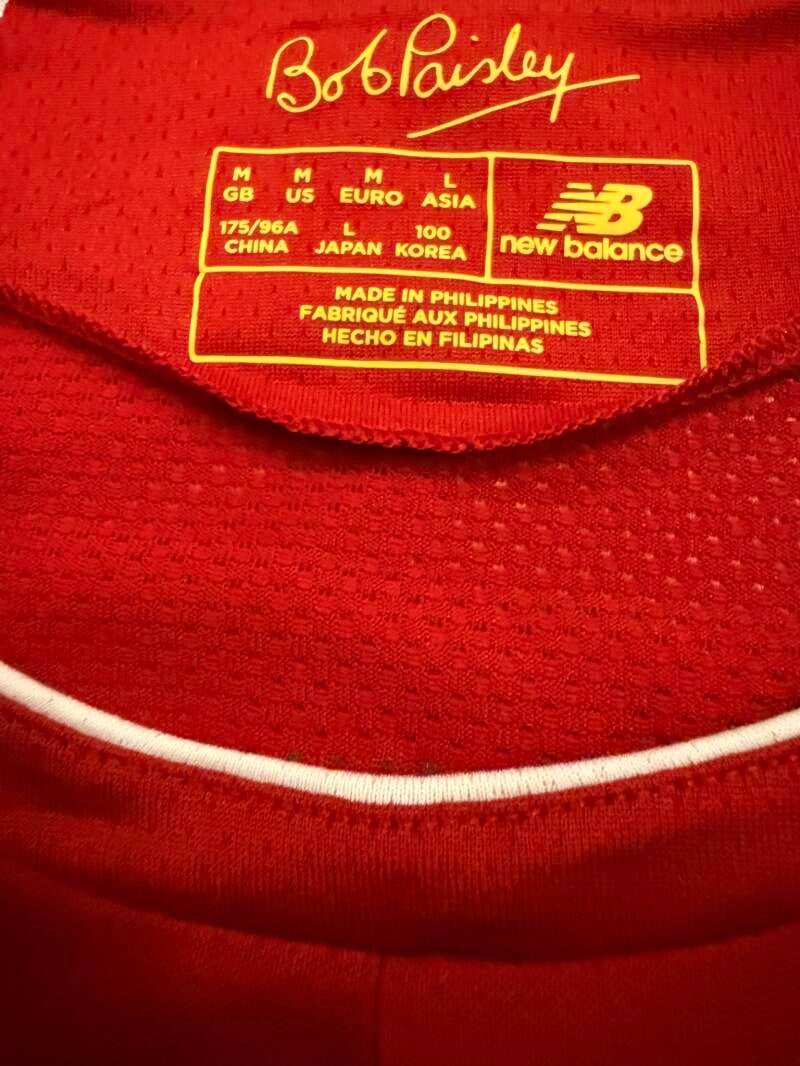 Bob Paisley
M M M L
GB US EURO ASIA
175/96A L 100
CHINA JAPAN KOREA
NB
new balance
MADE IN PHILIPPINES
FABRIQUÉ AUX PHILIPPINES
HECHO EN FILIPINAS